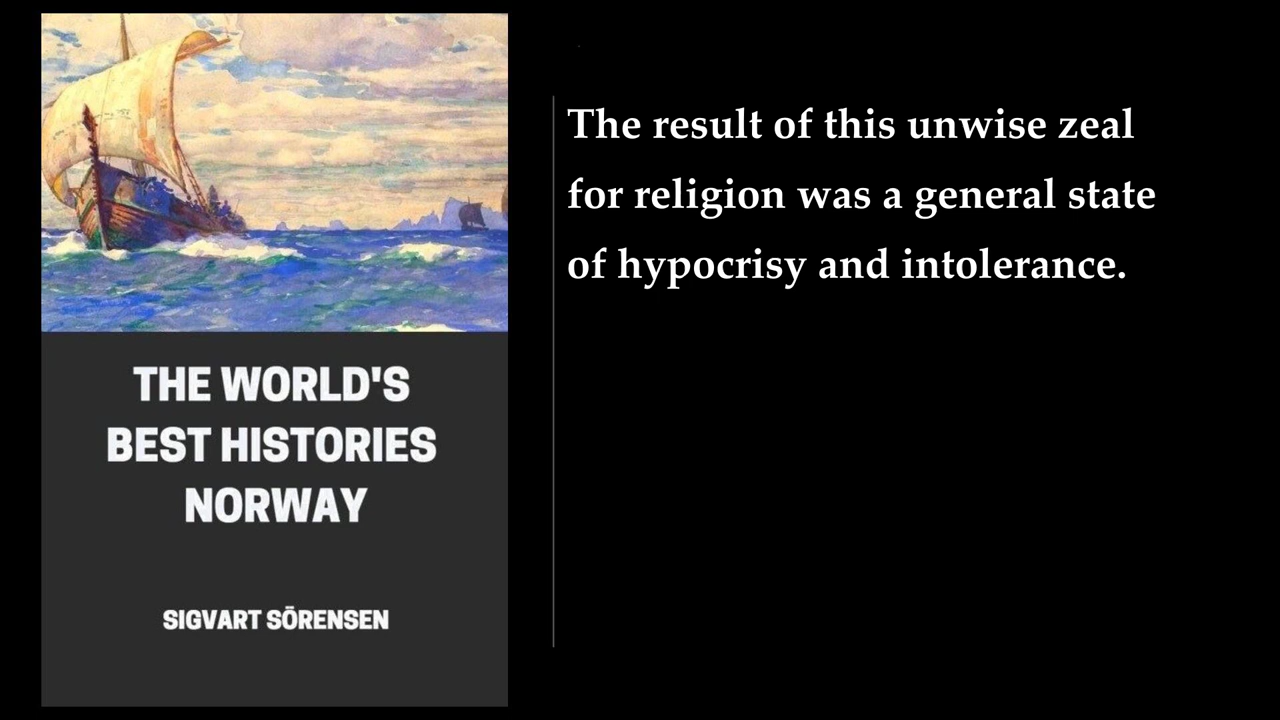 THE WORLD'S
BEST HISTORIES
NORWAY
SIGVART SÖRENSEN
The result of this unwise zeal
for religion was a general state
of hypocrisy and intolerance.